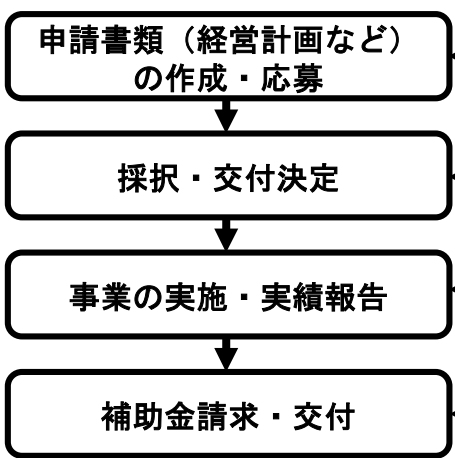 申請書類（経営計画など）
の作成・応募
採択・交付決定
事業の実施・実績報告
補助金請求・交付